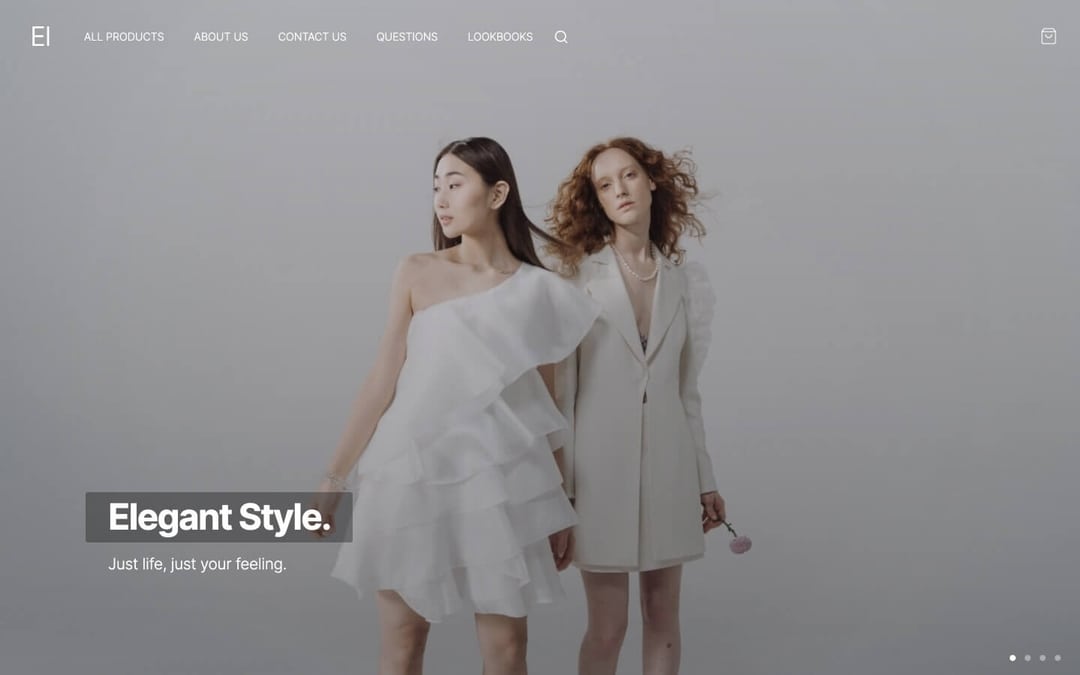 EI
ALL PRODUCTS ABOUT US CONTACT US QUESTIONS LOOKBOOKS
Elegant Style.
Just life, just your feeling.